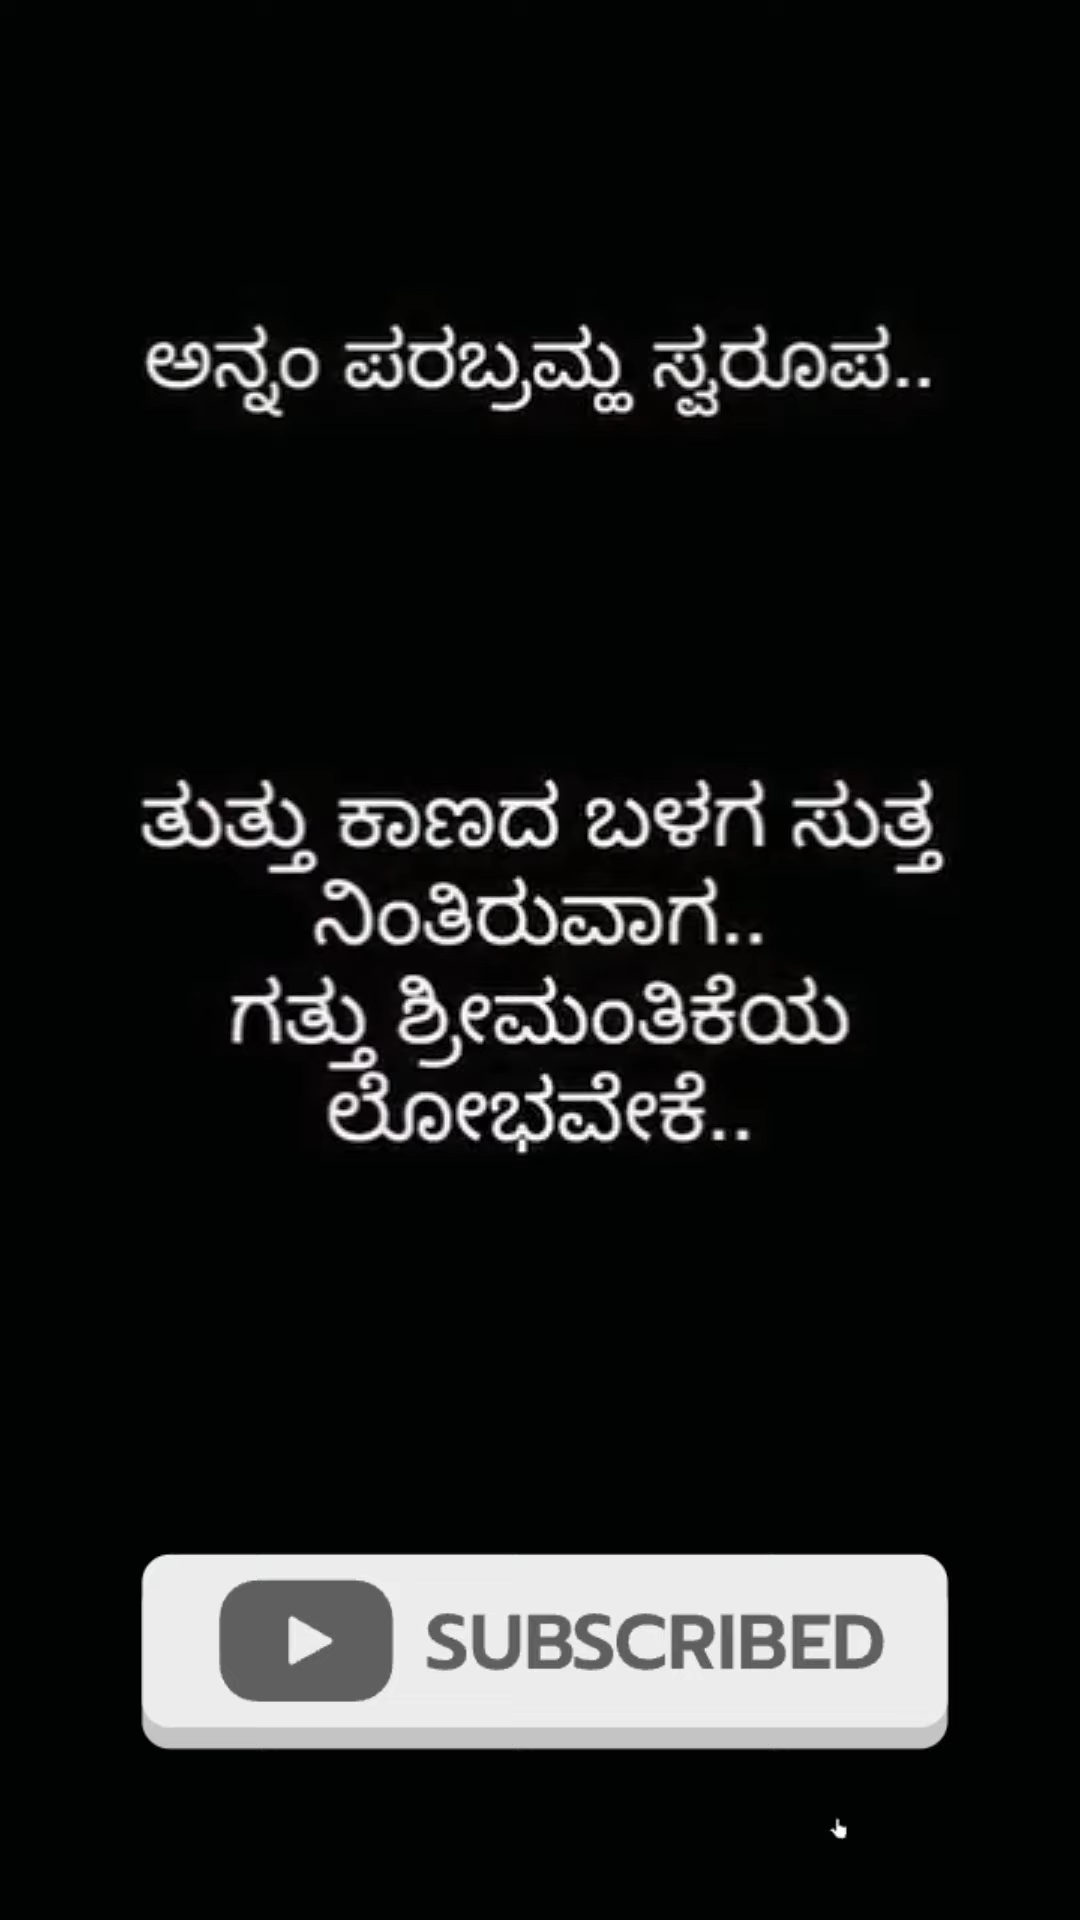 ಅನ್ನಂ ಪರಬ್ರಮ್ಹ ಸ್ವರೂಪ..
ತುತ್ತು ಕಾಣದ ಬಳಗ ಸುತ್ತ
ನಿಂತಿರುವಾಗ..
ಗತ್ತು ಶ್ರೀಮಂತಿಕೆಯ
ಲೋಭವೇಕೆ..
SUBSCRIBED